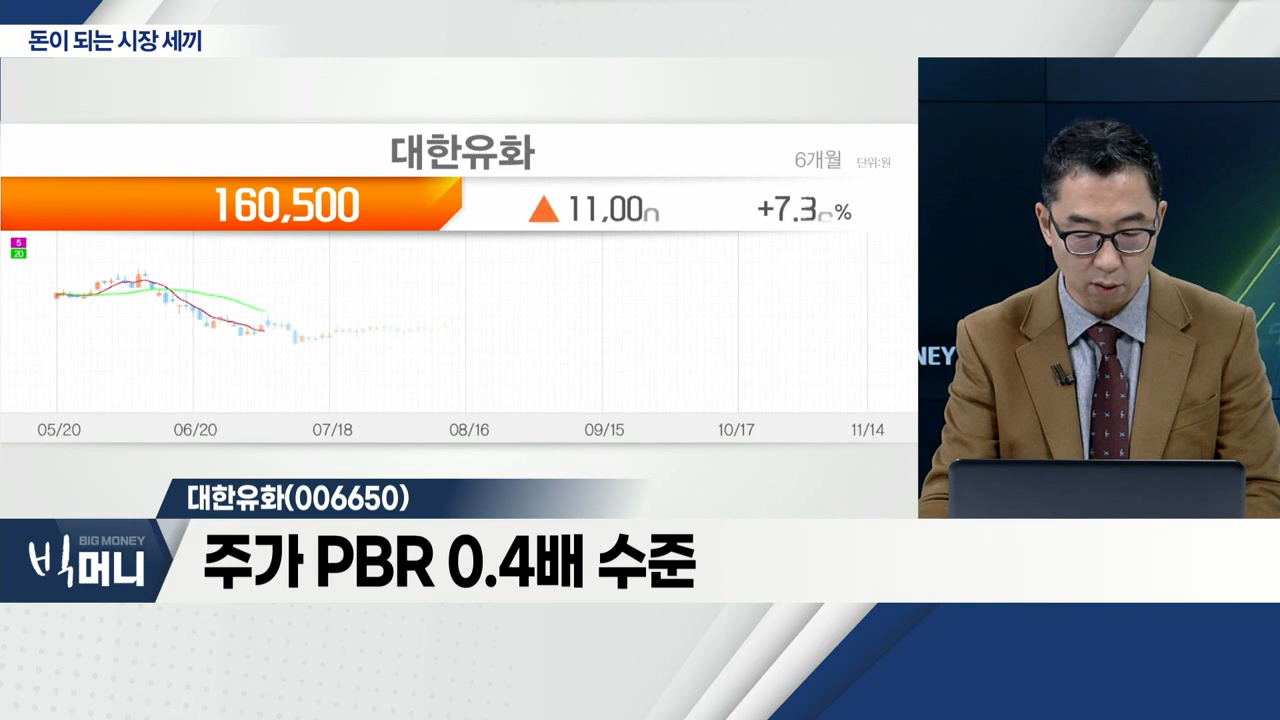 돈이 되는 시장 세끼
대한유화
6개월 단위:원
160,500 ▲ 11,000 +7.3 %
5
20
05/20 06/20 07/18 08/16 09/15 10/17 11/14
NEY
대한유화(006650)
BIG MONEY
빅머니
주가 PBR 0.4배 수준